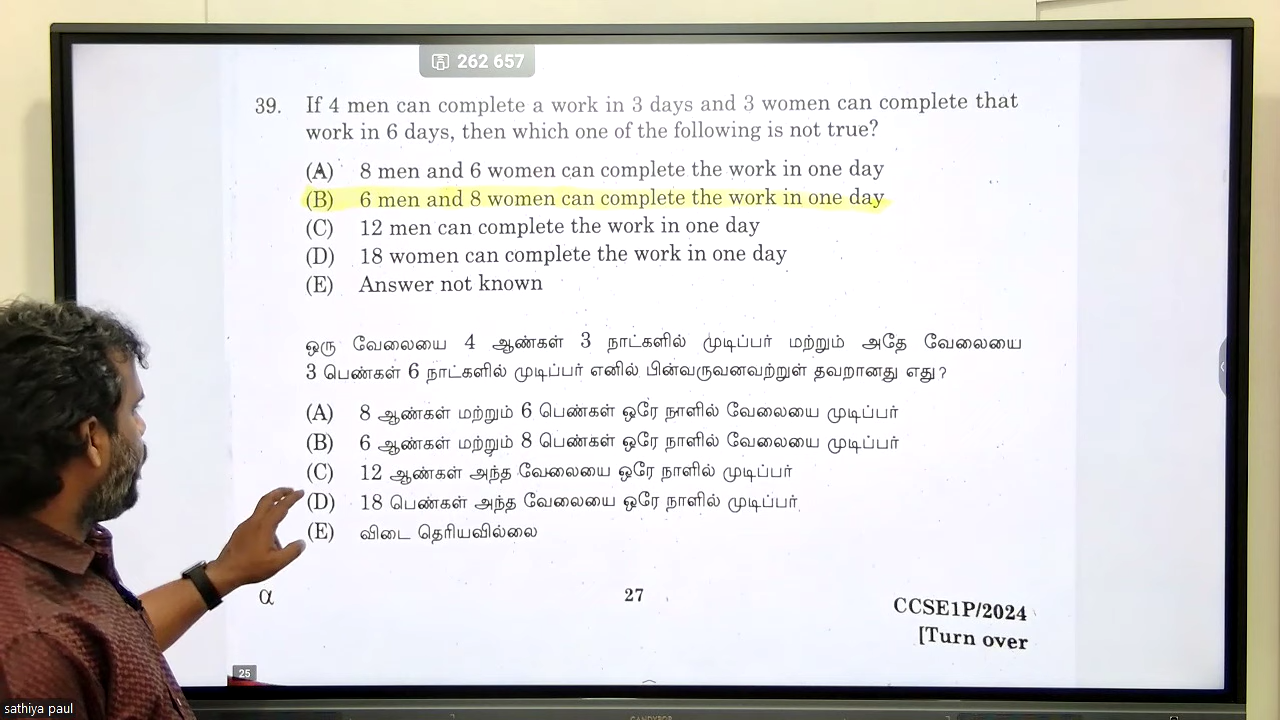 262 657
39. If 4 men can complete a work in 3 days and 3 women can complete that
work in 6 days, then which one of the following is not true?
(A) 8 men and 6 women can complete the work in one day
(B) 6 men and 8 women can complete the work in one day
(C) 12 men can complete the work in one day
(D) 18 women can complete the work in one day
(E) Answer not known
ஒரு வேலையை 4 ஆண்கள் 3 நாட்களில் முடிப்பர் மற்றும் அதே வேலையை
3 பெண்கள் 6 நாட்களில் முடிப்பர் எனில் பின்வருவனவற்றுள் தவறானது எது?
(A) 8 ஆண்கள் மற்றும் 6 பெண்கள் ஒரே நாளில் வேலையை முடிப்பர்
(B) 6 ஆண்கள் மற்றும் 8 பெண்கள் ஒரே நாளில் வேலையை முடிப்பர்
(C) 12 ஆண்கள் அந்த வேலையை ஒரே நாளில் முடிப்பர்
(D) 18 பெண்கள் அந்த வேலையை ஒரே நாளில் முடிப்பர்
(E) விடை தெரியவில்லை
α 27 CCSE1P/2024
[Turn over
25
sathiya paul